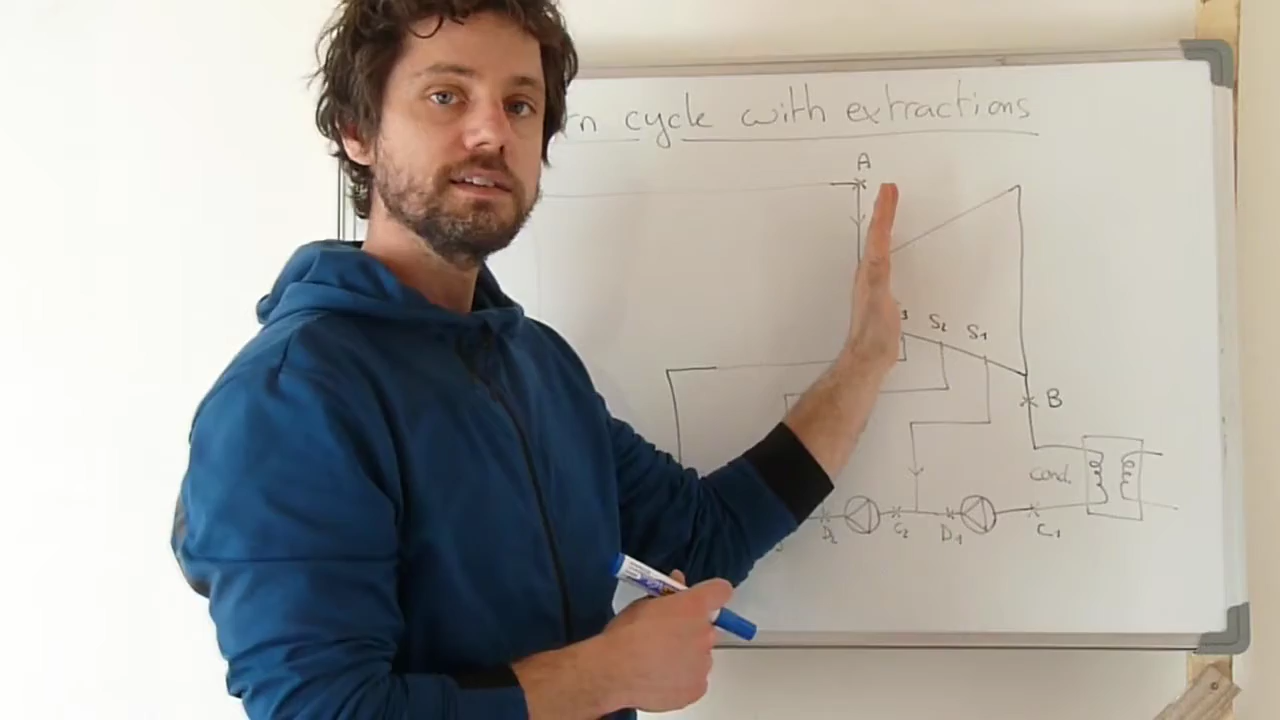 cycle with extractions
A
S2 S1
B
Cond.
D2 C2 D1 C1